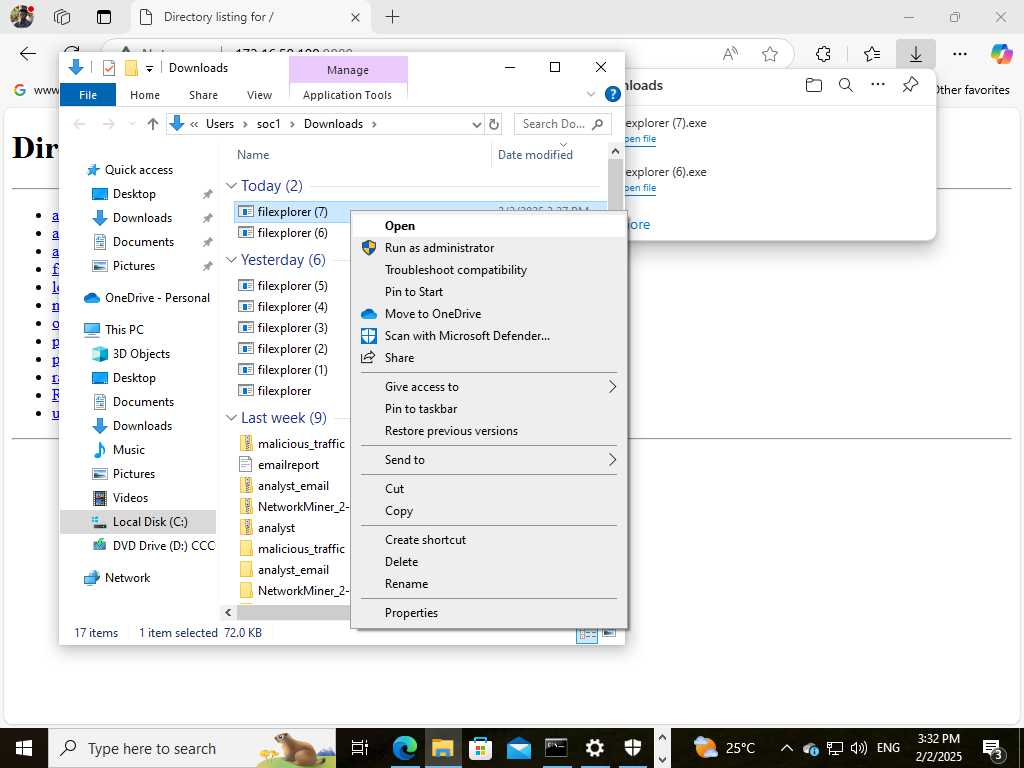 Directory listing for /
Downloads
Manage
File
Home
Share
View
Application Tools
Users
soc1
Downloads
Search Do...
www
Other favorites
Name
Date modified
Quick access
Desktop
Downloads
Documents
Pictures
OneDrive - Personal
This PC
3D Objects
Desktop
Documents
Downloads
Music
Pictures
Videos
Local Disk (C:)
DVD Drive (D:) CCC
Network
Today (2)
filexplorer (7)
filexplorer (6)
Yesterday (6)
filexplorer (5)
filexplorer (4)
filexplorer (3)
filexplorer (2)
filexplorer (1)
filexplorer
Last week (9)
malicious_traffic
emailreport
analyst_email
NetworkMiner_2-
analyst
malicious_traffic
analyst_email
NetworkMiner_2-
Open
Run as administrator
Troubleshoot compatibility
Pin to Start
Move to OneDrive
Scan with Microsoft Defender...
Share
Give access to
Pin to taskbar
Restore previous versions
Send to
Cut
Copy
Create shortcut
Delete
Rename
Properties
nloads
explorer (7).exe
pen file
explorer (6).exe
pen file
ore
Dir
17 items
1 item selected 72.0 KB
Type here to search
25°C
ENG
3:32 PM
2/2/2025
3